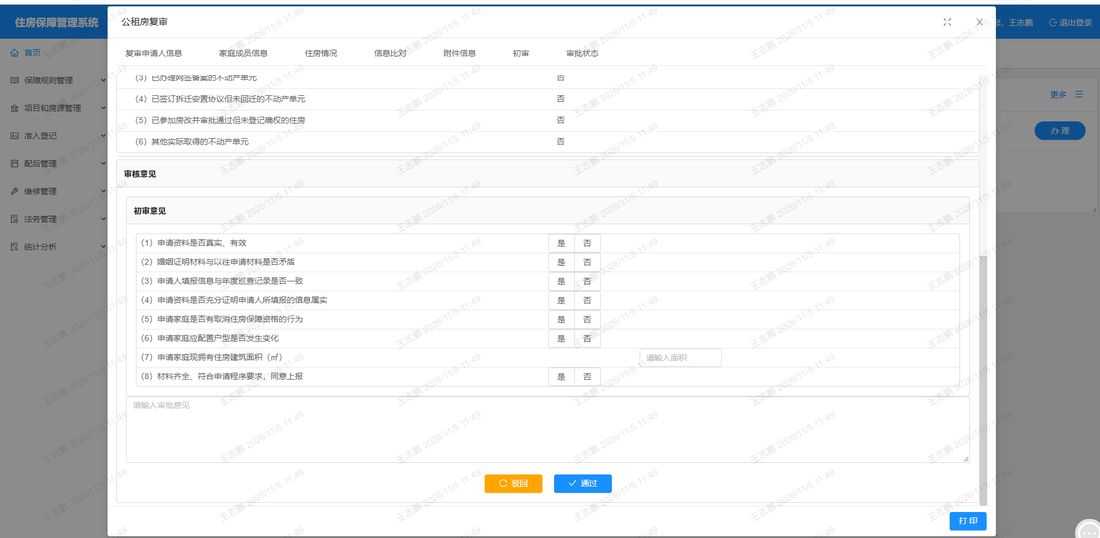 住房保障管理系统
公租房复审
您，王志鹏
退出登录
首页
复审申请人信息 家庭成员信息 住房情况 信息比对 附件信息 初审 审批状态
保障规则管理
（3）已办理网签备案的不动产单元 否
更多
（4）已签订拆迁安置协议但未回迁的不动产单元 否
项目和房源管理
（5）已参加房改并审批通过但未登记确权的住房 否
办 理
准入登记
（6）其他实际取得的不动产单元 否
配后管理
审核意见
维修管理
初审意见
法务管理
（1）申请资料是否真实、有效 是 否
统计分析
（2）婚姻证明材料与以往申请材料是否矛盾 是 否
（3）申请人填报信息与年度巡查记录是否一致 是 否
（4）申请资料是否充分证明申请人所填报的信息属实 是 否
（5）申请家庭是否有取消住房保障资格的行为 是 否
（6）申请家庭应配置户型是否发生变化 是 否
（7）申请家庭现拥有住房建筑面积（㎡） 请输入面积
（8）材料齐全、符合申请程序要求，同意上报 是 否
请输入审批意见
驳回 通过
打 印
王志鹏 2026/11/5 11:49